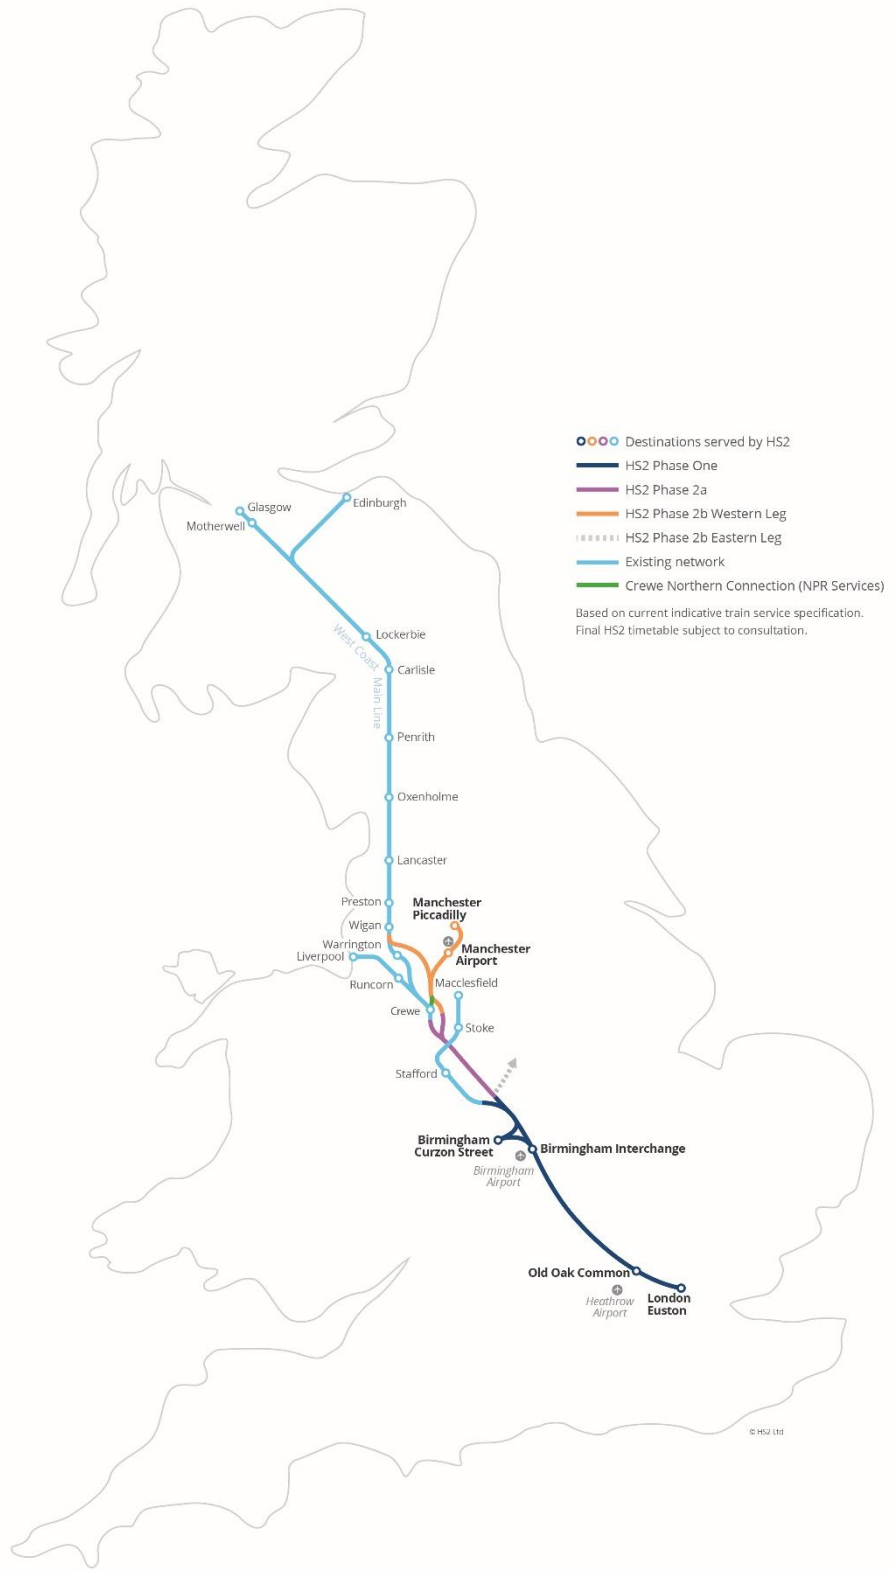 Destinations served by HS2
HS2 Phase One
HS2 Phase 2a
HS2 Phase 2b Western Leg
HS2 Phase 2b Eastern Leg
Existing network
Crewe Northern Connection (NPR Services)
Based on current indicative train service specification.
Final HS2 timetable subject to consultation.
Glasgow
Edinburgh
Motherwell
Lockerbie
West Coast Main Line
Carlisle
Penrith
Oxenholme
Lancaster
Preston
Manchester
Piccadilly
Wigan
Warrington
Manchester
Airport
Liverpool
Runcorn
Macclesfield
Crewe
Stoke
Stafford
Birmingham
Curzon Street
Birmingham Interchange
Birmingham
Airport
Old Oak Common
Heathrow
Airport
London
Euston
© HS2 Ltd